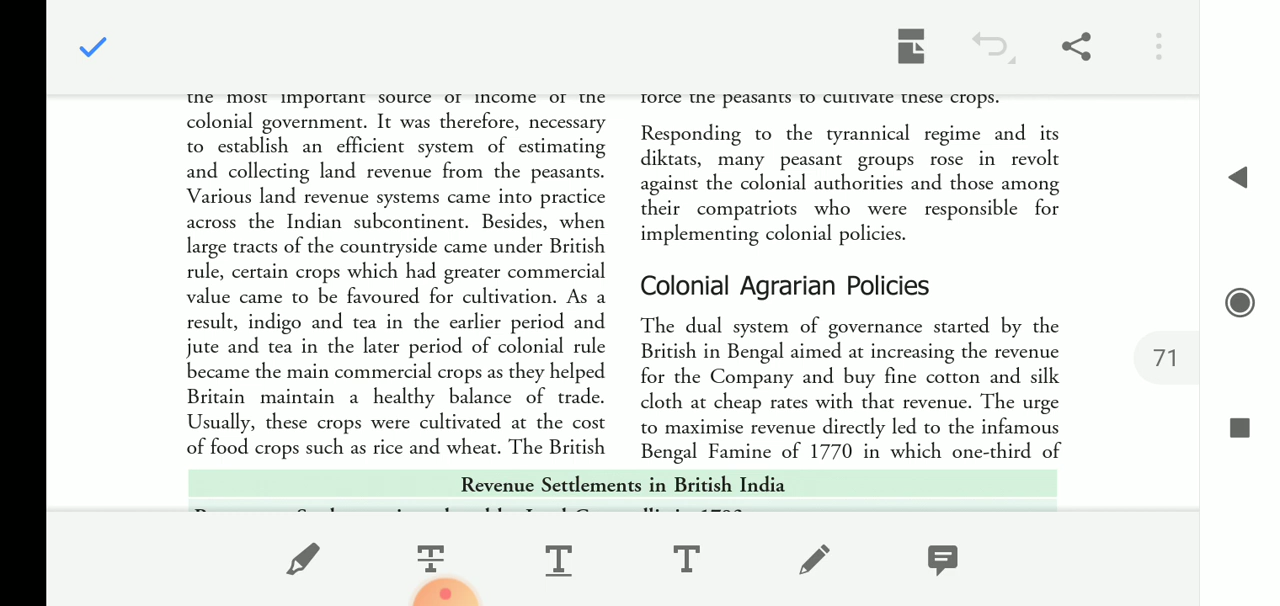 the most important source of income of the
colonial government. It was therefore, necessary
to establish an efficient system of estimating
and collecting land revenue from the peasants.
Various land revenue systems came into practice
across the Indian subcontinent. Besides, when
large tracts of the countryside came under British
rule, certain crops which had greater commercial
value came to be favoured for cultivation. As a
result, indigo and tea in the earlier period and
jute and tea in the later period of colonial rule
became the main commercial crops as they helped
Britain maintain a healthy balance of trade.
Usually, these crops were cultivated at the cost
of food crops such as rice and wheat. The British
force the peasants to cultivate these crops.
Responding to the tyrannical regime and its
diktats, many peasant groups rose in revolt
against the colonial authorities and those among
their compatriots who were responsible for
implementing colonial policies.
Colonial Agrarian Policies
The dual system of governance started by the
British in Bengal aimed at increasing the revenue
for the Company and buy fine cotton and silk
cloth at cheap rates with that revenue. The urge
to maximise revenue directly led to the infamous
Bengal Famine of 1770 in which one-third of
Revenue Settlements in British India
71